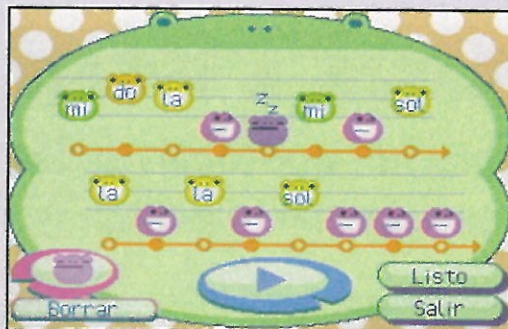 mi do la z z mi sol
la la sol
Listo
Borrar Salir